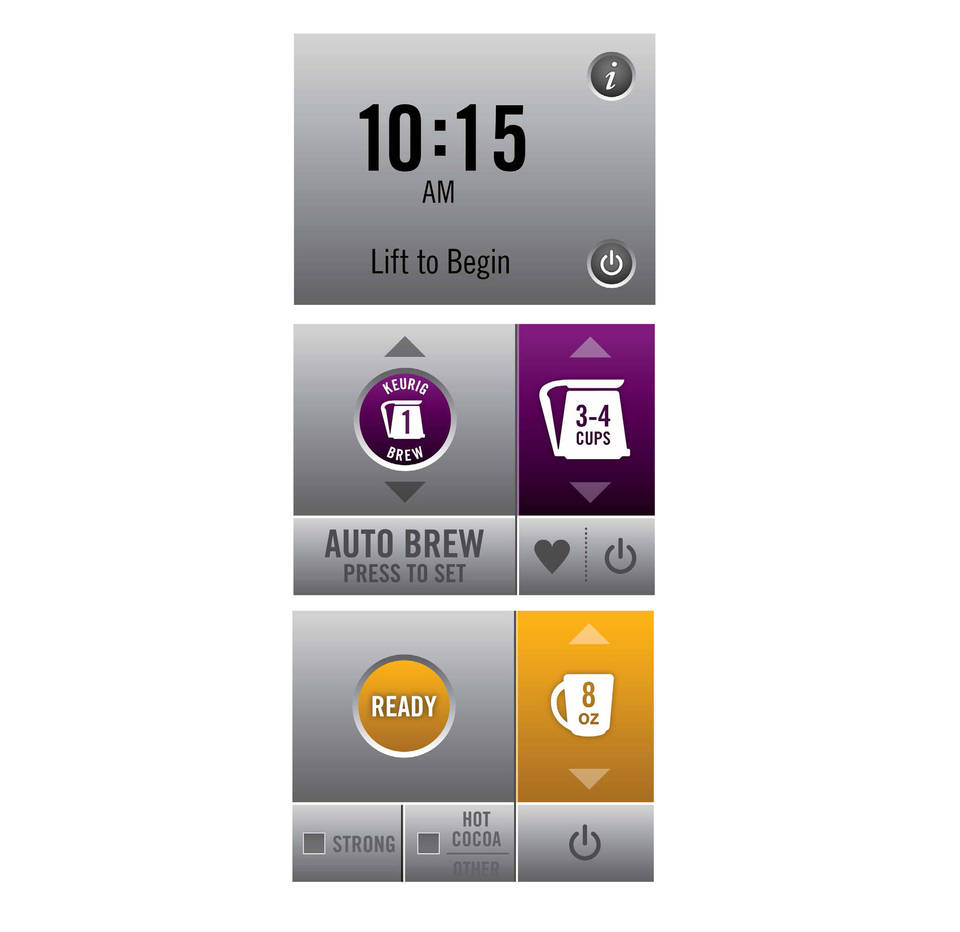 i
10:15
AM
Lift to Begin
KEURIG
1
BREW
3-4
CUPS
AUTO BREW
PRESS TO SET
READY
8
OZ
STRONG
HOT
COCOA
OTHER